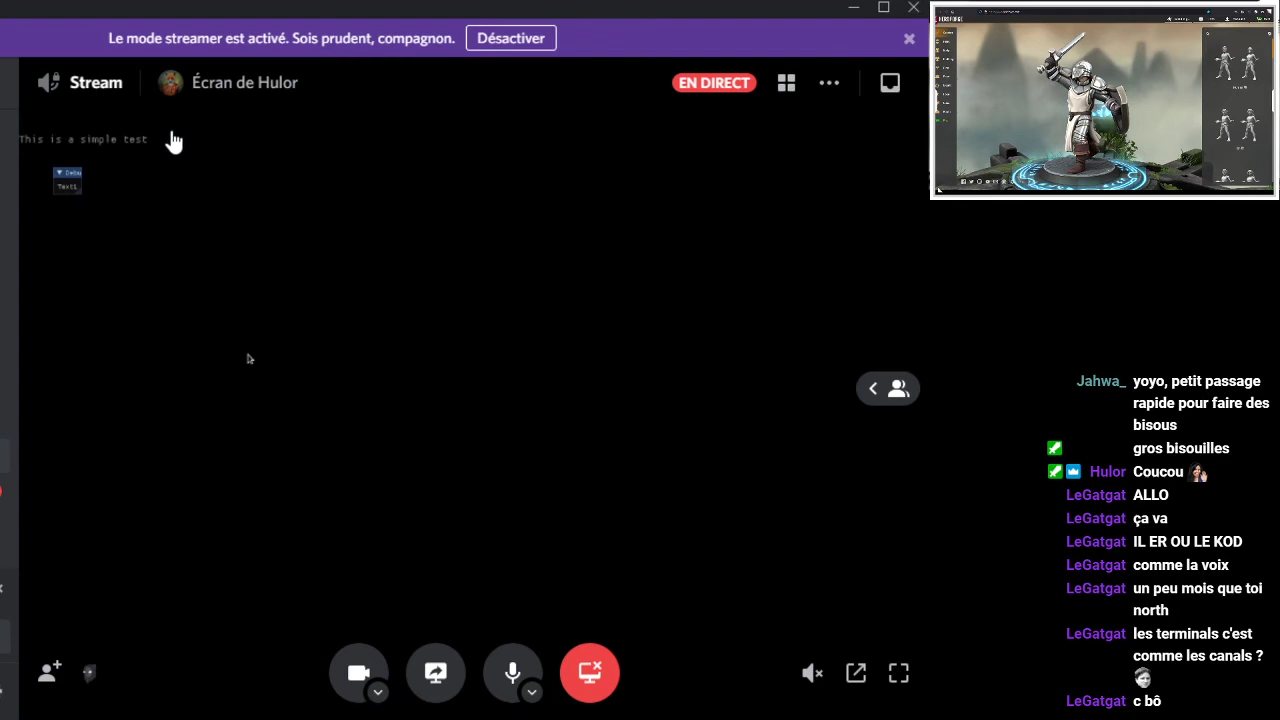 Le mode streamer est activé. Sois prudent, compagnon. Désactiver
Stream Écran de Hulor EN DIRECT
This is a simple test
HEROFORGE
Jahwa_ yoyo, petit passage
rapide pour faire des
bisous
gros bisouilles
Hulor Coucou
LeGatgat ALLO
LeGatgat ça va
LeGatgat IL ER OU LE KOD
LeGatgat comme la voix
LeGatgat un peu mois que toi
north
LeGatgat les terminals c'est
comme les canals ?
LeGatgat c bô